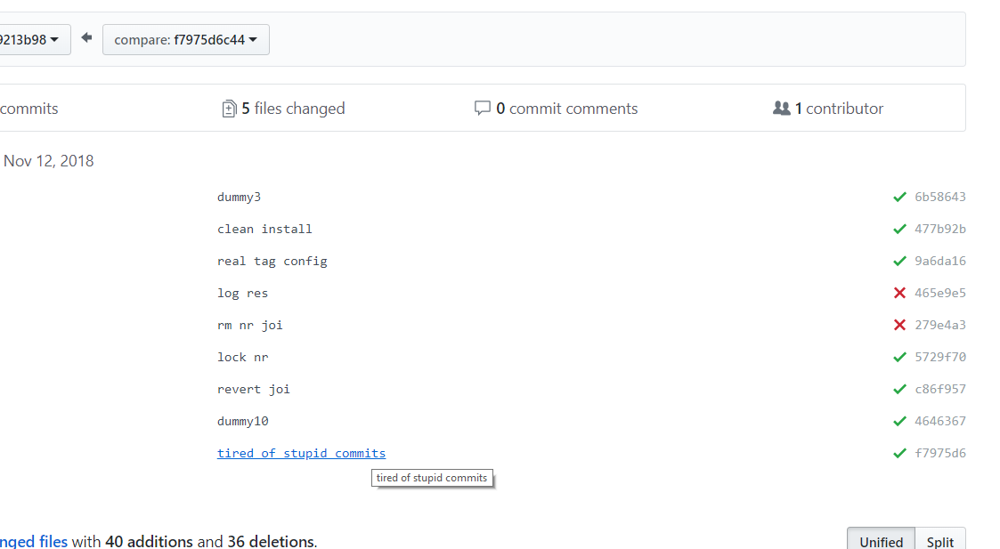 9213b98 compare: f7975d6c44
commits 5 files changed 0 commit comments 1 contributor
Nov 12, 2018
dummy3 6b58643
clean install 477b92b
real tag config 9a6da16
log res 465e9e5
rm nr joi 279e4a3
lock nr 5729f70
revert joi c86f957
dummy10 4646367
tired of stupid commits f7975d6
tired of stupid commits
nged files with 40 additions and 36 deletions. Unified Split